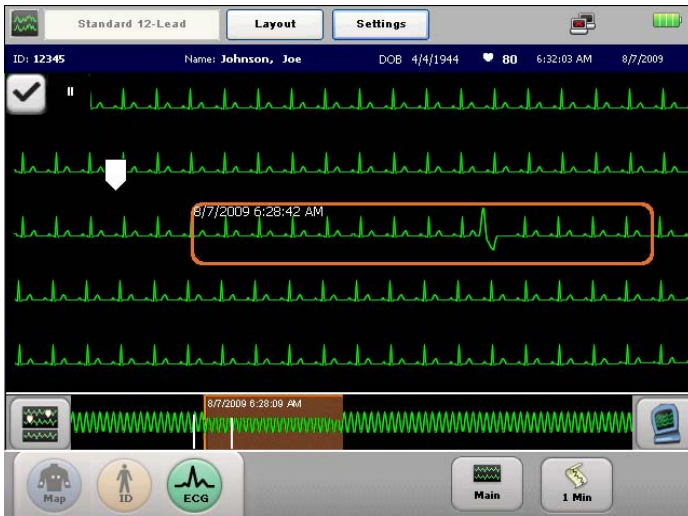 Standard 12-Lead Layout Settings
ID: 12345 Name: Johnson, Joe DOB 4/4/1944 80 6:32:03 AM 8/7/2009
II
8/7/2009 6:28:42 AM
8/7/2009 6:28:09 AM
Map ID ECG Main 1 Min